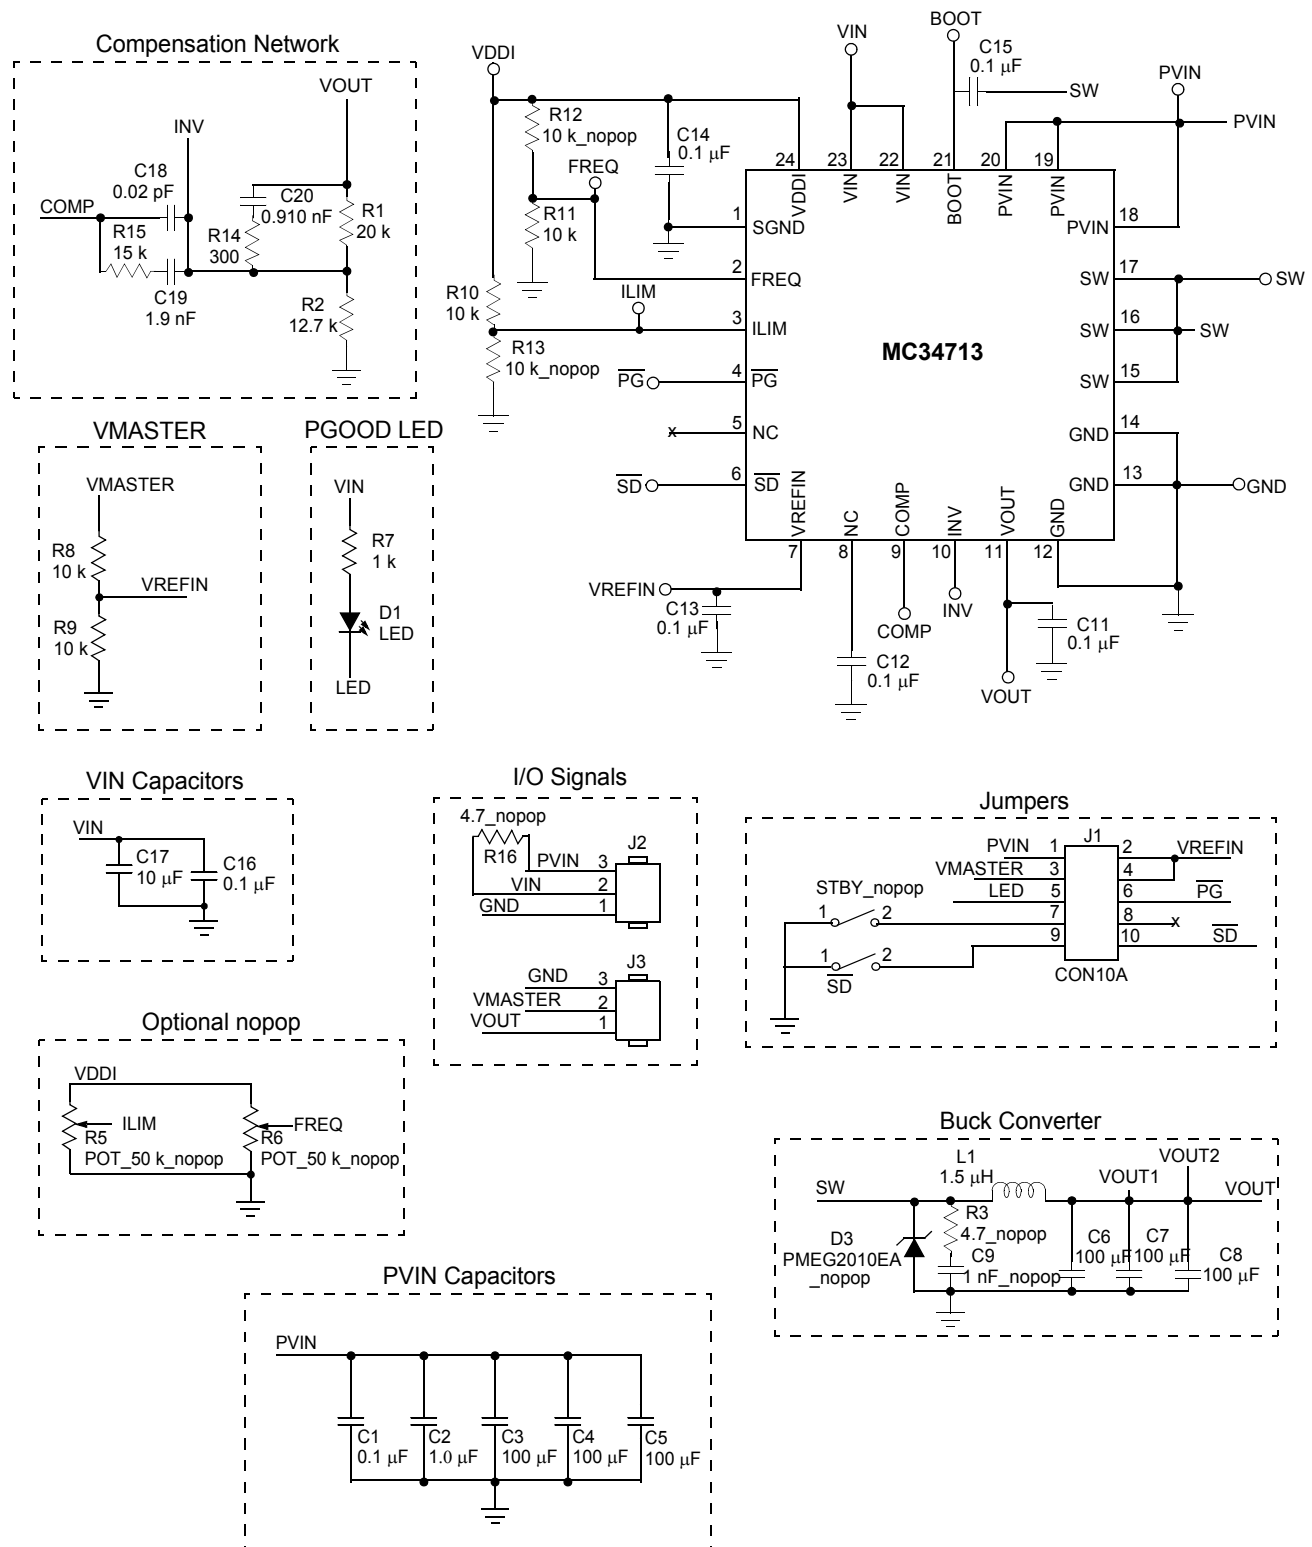 Compensation Network
VOUT
INV
C18
0.02 pF
C20
0.910 nF
COMP
R15
15 k
R14
300
R1
20 k
C19
1.9 nF
R2
12.7 k
VDDI
VIN
BOOT
C15
0.1 μF
SW
PVIN
PVIN
R12
10 k_nopop
FREQ
C14
0.1 μF
R11
10 k
R10
10 k
ILIM
R13
10 k_nopop
24 23 22 21 20 19
VDDI VIN VIN BOOT PVIN PVIN
1 SGND
2 FREQ
3 ILIM
P̅G̅ 4 P̅G̅
x 5 NC
S̅D̅ 6 S̅D̅
MC34713
PVIN 18
SW 17 SW
SW 16 SW
SW 15
GND 14
GND 13 GND
VREFIN NC COMP INV VOUT GND
7 8 9 10 11 12
VREFIN
C13
0.1 μF
C12
0.1 μF
COMP
INV
VOUT
C11
0.1 μF
VMASTER
VMASTER
R8
10 k
VREFIN
R9
10 k
PGOOD LED
VIN
R7
1 k
D1
LED
LED
VIN Capacitors
VIN
C17
10 μF
C16
0.1 μF
I/O Signals
4.7_nopop
R16
J2
PVIN 3
VIN 2
GND 1
J3
GND 3
VMASTER 2
VOUT 1
Jumpers
J1
PVIN 1 2 VREFIN
VMASTER 3 4
LED 5 6 P̅G̅
STBY_nopop
1 2 7 8 x
1 2 9 10 S̅D̅
S̅D̅
CON10A
Optional nopop
VDDI
ILIM
R5
POT_50 k_nopop
FREQ
R6
POT_50 k_nopop
Buck Converter
SW
L1
1.5 μH
VOUT1
VOUT2
VOUT
D3
PMEG2010EA
_nopop
R3
4.7_nopop
C9
1 nF_nopop
C6
100 μF
C7
100 μF
C8
100 μF
PVIN Capacitors
PVIN
C1
0.1 μF
C2
1.0 μF
C3
100 μF
C4
100 μF
C5
100 μF